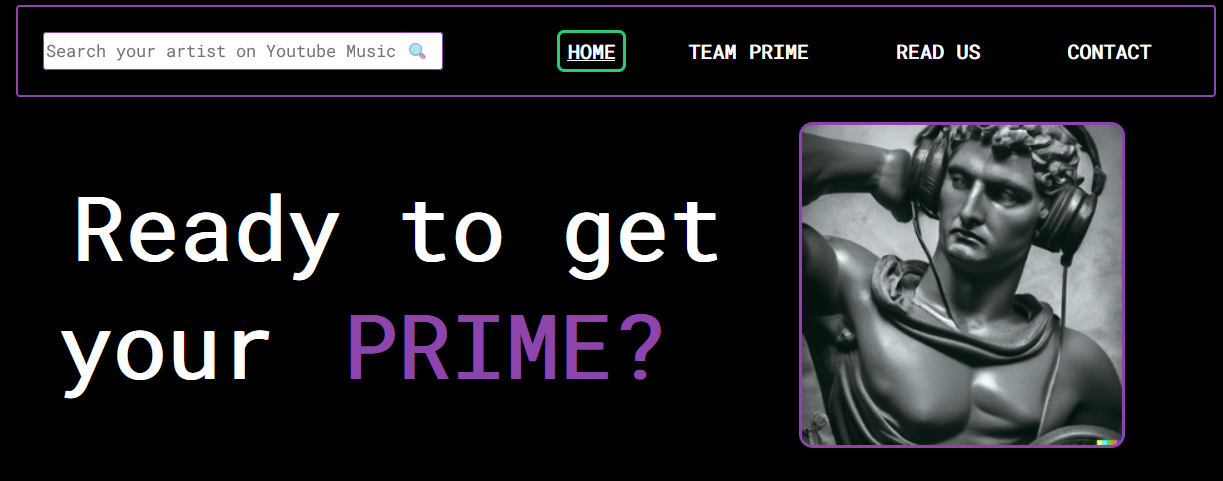 Search your artist on Youtube Music 🔍
HOME
TEAM PRIME
READ US
CONTACT
Ready to get
your PRIME?